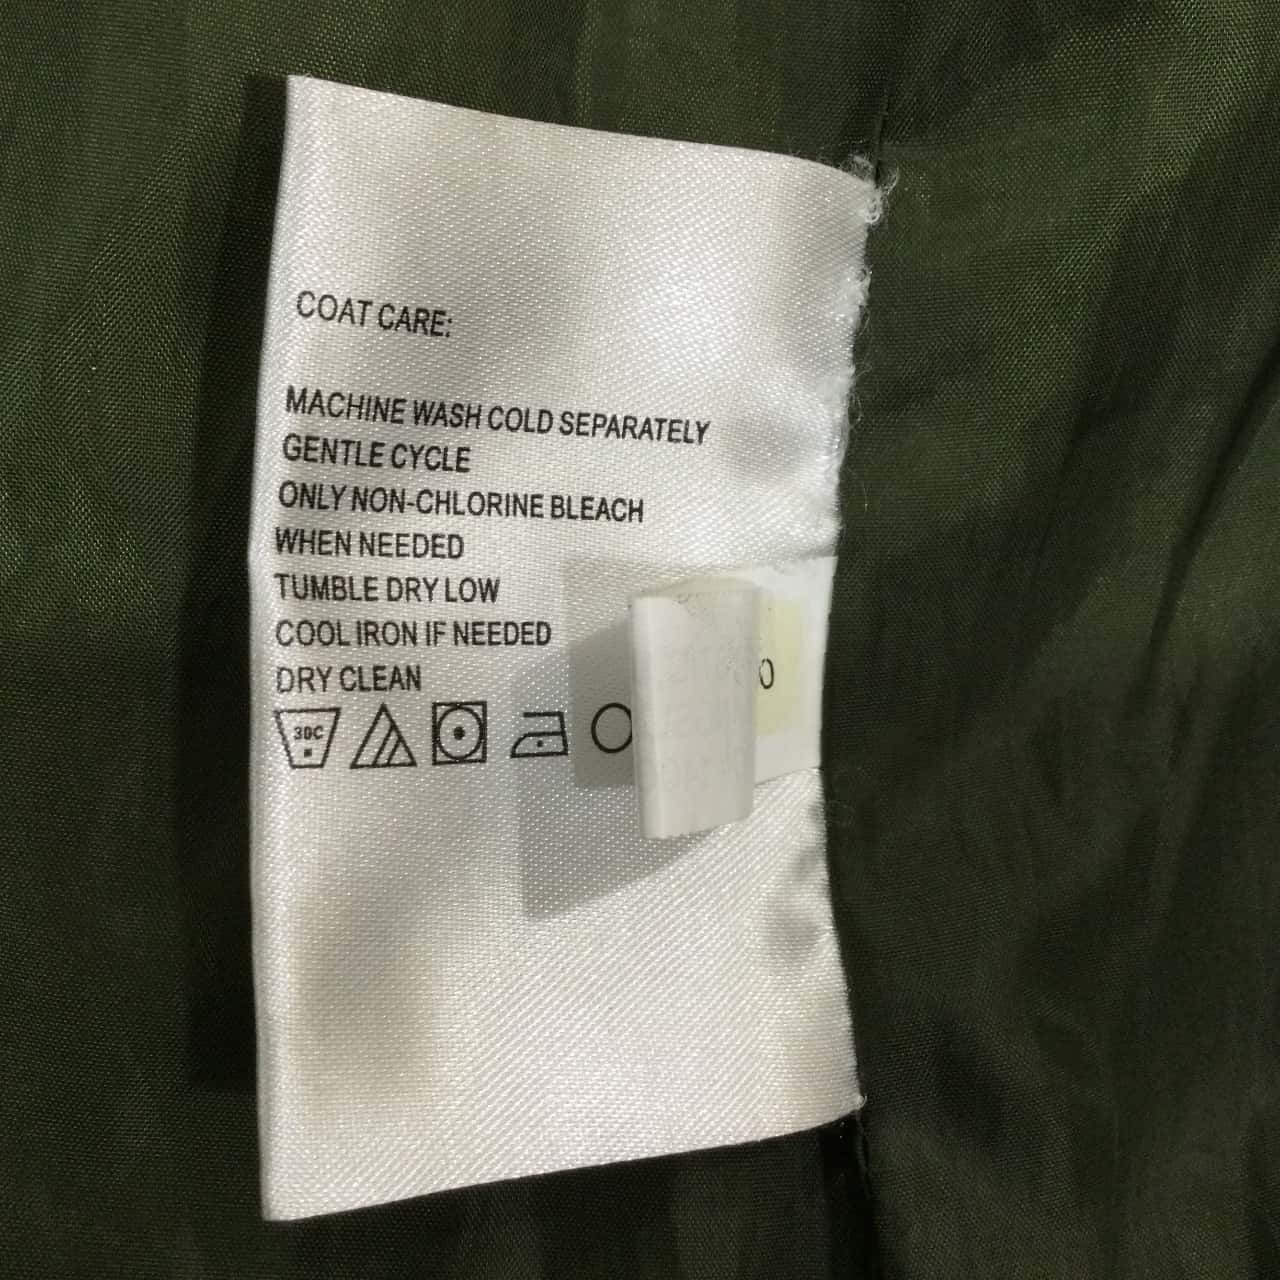 COAT CARE:
MACHINE WASH COLD SEPARATELY
GENTLE CYCLE
ONLY NON-CHLORINE BLEACH
WHEN NEEDED
TUMBLE DRY LOW
COOL IRON IF NEEDED
DRY CLEAN
30C